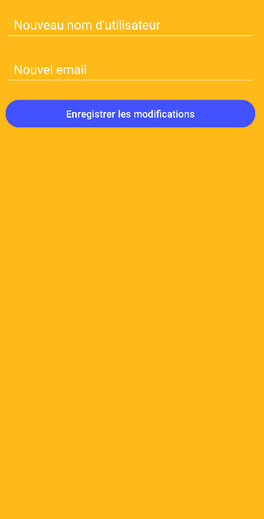 Nouveau nom d'utilisateur
Nouvel email
Enregistrer les modifications